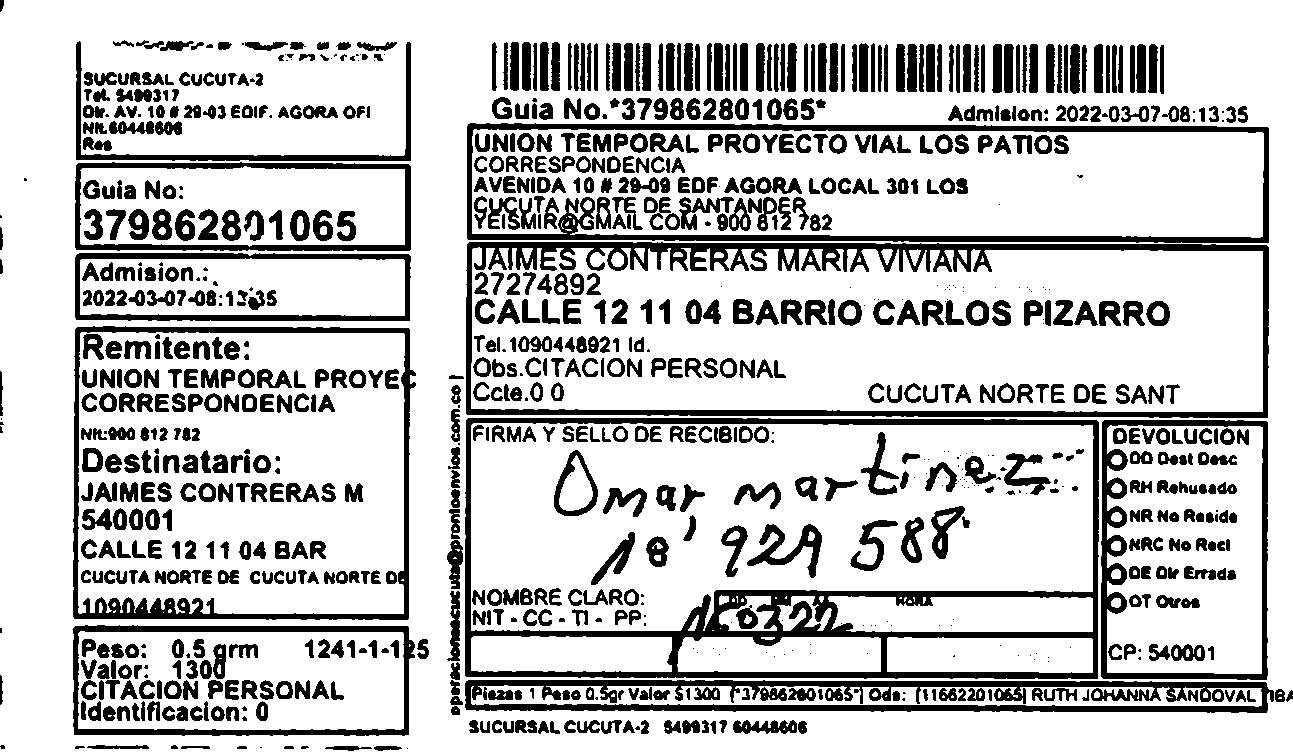 SUCURSAL CUCUTA-2
Tel. 5499317
Dir. AV. 10 # 29-03 EDIF. AGORA OFI
Nit.60448606
Res
Guia No:
379862801065
Admision.:
2022-03-07-08:13:35
Remitente:
UNION TEMPORAL PROYEC
CORRESPONDENCIA
Nit:900 812 782
Destinatario:
JAIMES CONTRERAS M
540001
CALLE 12 11 04 BAR
CUCUTA NORTE DE CUCUTA NORTE DE
1090448921
Peso: 0.5 grm 1241-1-125
Valor: 1300
CITACION PERSONAL
Identificacion: 0
Guia No.*379862801065* Admision: 2022-03-07-08:13:35
UNION TEMPORAL PROYECTO VIAL LOS PATIOS
CORRESPONDENCIA
AVENIDA 10 # 29-09 EDF AGORA LOCAL 301 LOS
CUCUTA NORTE DE SANTANDER
YEISMIR@GMAIL COM - 900 812 782
JAIMES CONTRERAS MARIA VIVIANA
27274892
CALLE 12 11 04 BARRIO CARLOS PIZARRO
Tel.1090448921 Id.
Obs.CITACION PERSONAL
Ccte.0 0 CUCUTA NORTE DE SANT
operacionescucuta@prontoenvios.com.co
FIRMA Y SELLO DE RECIBIDO:
Omar martinez
18'929 588
NOMBRE CLARO:
NIT - CC - TI - PP:
DD MM AA HORA
160322
DEVOLUCION
DD Dest Desc
RH Rehusado
NR No Reside
NRC No Recl
DE Dir Errada
OT Otros
CP: 540001
Piezas 1 Peso 0.5gr Valor $1300 (*379862801065*) Ods: (11662201065) RUTH JOHANNA SANDOVAL
SUCURSAL CUCUTA-2 5499317 60448606